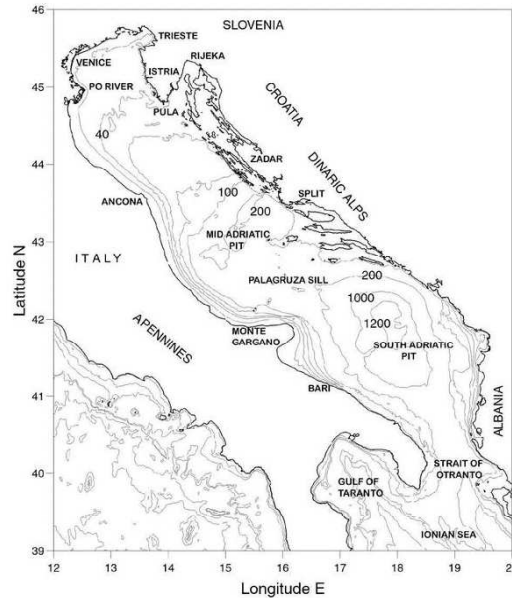 46
45
44
43
42
41
40
39
Latitude N
SLOVENIA
TRIESTE
RIJEKA
VENICE
ISTRIA
PO RIVER
CROATIA
PULA
40
ZADAR
DINARIC ALPS
100
SPLIT
ANCONA
200
MID ADRIATIC
PIT
ITALY
PALAGRUZA SILL
200
1000
1200
APENNINES
MONTE
GARGANO
SOUTH ADRIATIC
PIT
BARI
ALBANIA
STRAIT OF
OTRANTO
GULF OF
TARANTO
IONIAN SEA
12 13 14 15 16 17 18 19 20
Longitude E